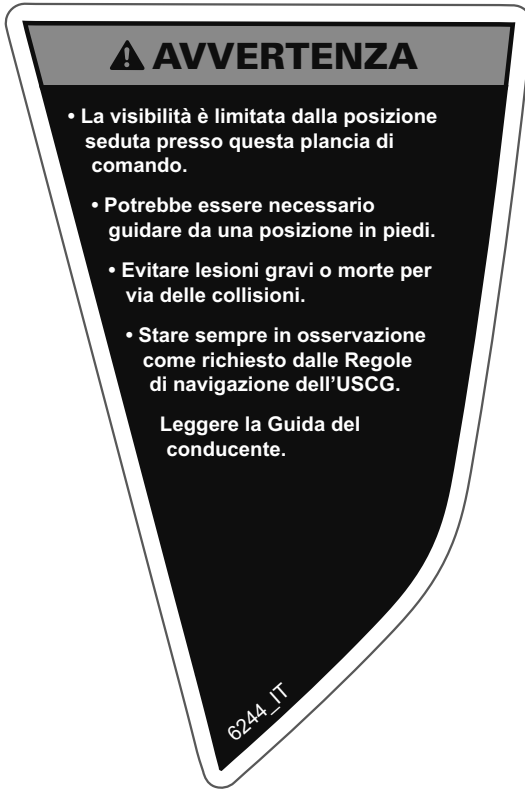 AVVERTENZA
• La visibilità è limitata dalla posizione
seduta presso questa plancia di
comando.
• Potrebbe essere necessario
guidare da una posizione in piedi.
• Evitare lesioni gravi o morte per
via delle collisioni.
• Stare sempre in osservazione
come richiesto dalle Regole
di navigazione dell’USCG.
Leggere la Guida del
conducente.
6244_IT